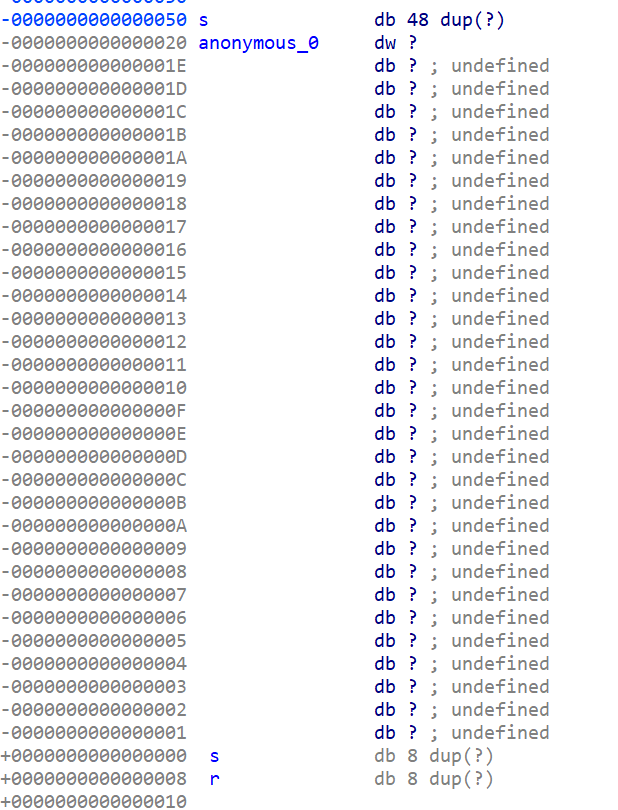 -0000000000000050 s db 48 dup(?)
-0000000000000020 anonymous_0 dw ?
-000000000000001E db ? ; undefined
-000000000000001D db ? ; undefined
-000000000000001C db ? ; undefined
-000000000000001B db ? ; undefined
-000000000000001A db ? ; undefined
-0000000000000019 db ? ; undefined
-0000000000000018 db ? ; undefined
-0000000000000017 db ? ; undefined
-0000000000000016 db ? ; undefined
-0000000000000015 db ? ; undefined
-0000000000000014 db ? ; undefined
-0000000000000013 db ? ; undefined
-0000000000000012 db ? ; undefined
-0000000000000011 db ? ; undefined
-0000000000000010 db ? ; undefined
-000000000000000F db ? ; undefined
-000000000000000E db ? ; undefined
-000000000000000D db ? ; undefined
-000000000000000C db ? ; undefined
-000000000000000B db ? ; undefined
-000000000000000A db ? ; undefined
-0000000000000009 db ? ; undefined
-0000000000000008 db ? ; undefined
-0000000000000007 db ? ; undefined
-0000000000000006 db ? ; undefined
-0000000000000005 db ? ; undefined
-0000000000000004 db ? ; undefined
-0000000000000003 db ? ; undefined
-0000000000000002 db ? ; undefined
-0000000000000001 db ? ; undefined
+0000000000000000 s db 8 dup(?)
+0000000000000008 r db 8 dup(?)
+0000000000000010